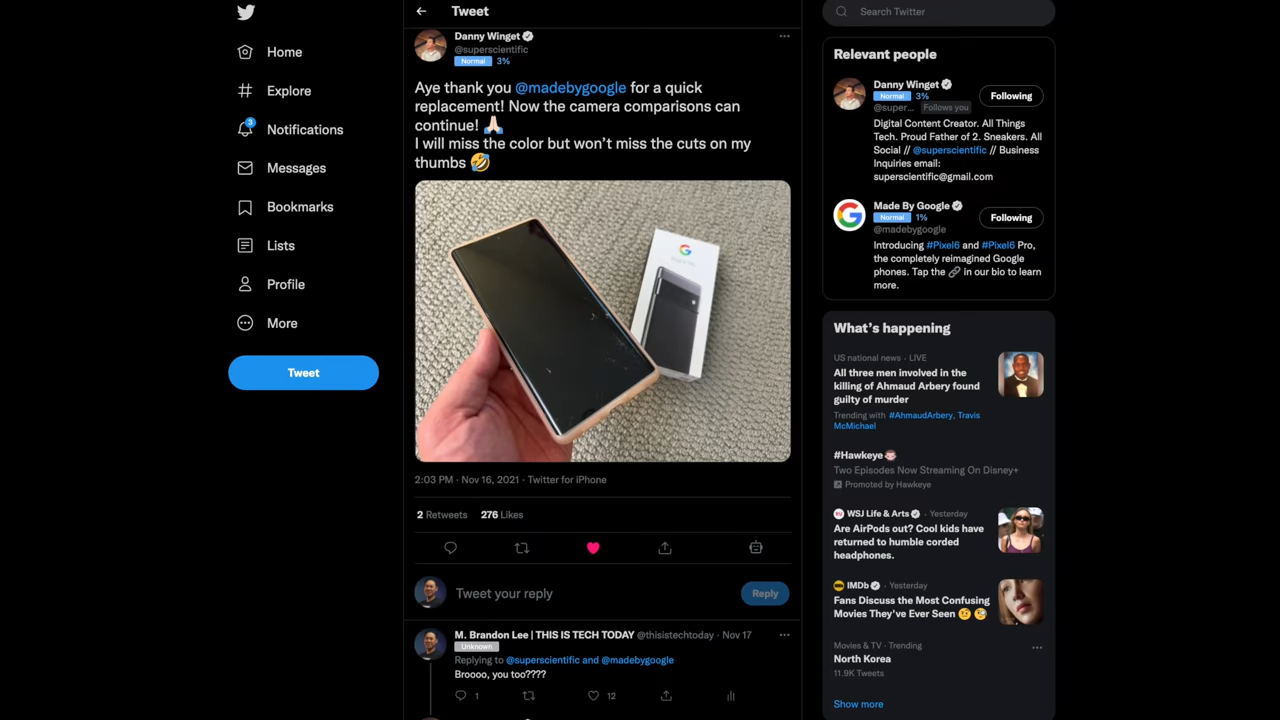 Home
Explore
3
Notifications
Messages
Bookmarks
Lists
Profile
More
Tweet
Tweet
Danny Winget
@superscientific
Normal 3%
Aye thank you @madebygoogle for a quick
replacement! Now the camera comparisons can
continue! 🙏🏻
I will miss the color but won’t miss the cuts on my
thumbs 🤣
2:03 PM · Nov 16, 2021 · Twitter for iPhone
2 Retweets 276 Likes
Tweet your reply
Reply
M. Brandon Lee | THIS IS TECH TODAY @thisistechtoday · Nov 17
Unknown
Replying to @superscientific and @madebygoogle
Broooo, you too????
1 12
Search Twitter
Relevant people
Danny Winget
Normal 3%
@super... Follows you
Following
Digital Content Creator. All Things
Tech. Proud Father of 2. Sneakers. All
Social // @superscientific // Business
Inquiries email:
superscientific@gmail.com
Made By Google
Normal 1%
@madebygoogle
Following
Introducing #Pixel6 and #Pixel6 Pro,
the completely reimagined Google
phones. Tap the 🔗 in our bio to learn
more.
What’s happening
US national news · LIVE
All three men involved in the
killing of Ahmaud Arbery found
guilty of murder
Trending with #AhmaudArbery, Travis
McMichael
#Hawkeye
Two Episodes Now Streaming On Disney+
Promoted by Hawkeye
WSJ Life & Arts · Yesterday
Are AirPods out? Cool kids have
returned to humble corded
headphones.
IMDb · Yesterday
Fans Discuss the Most Confusing
Movies They’ve Ever Seen 🤨 🧐
Movies & TV · Trending
North Korea
11.9K Tweets
Show more